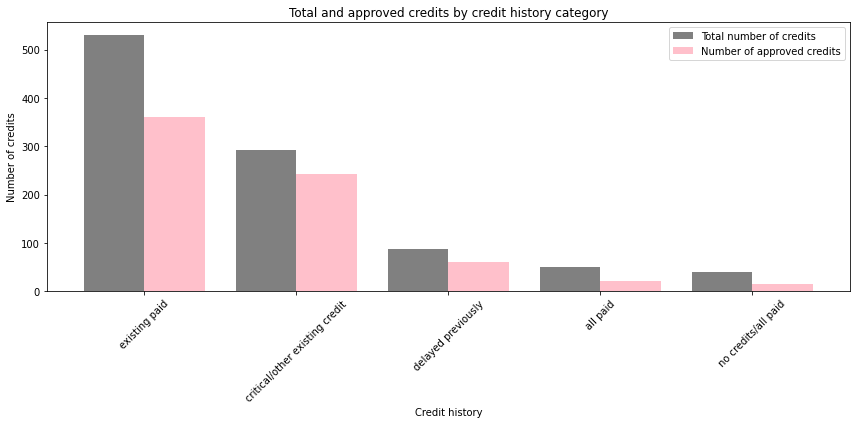 Total and approved credits by credit history category
Total number of credits
Number of approved credits
Number of credits
500
400
300
200
100
0
existing paid
critical/other existing credit
delayed previously
all paid
no credits/all paid
Credit history